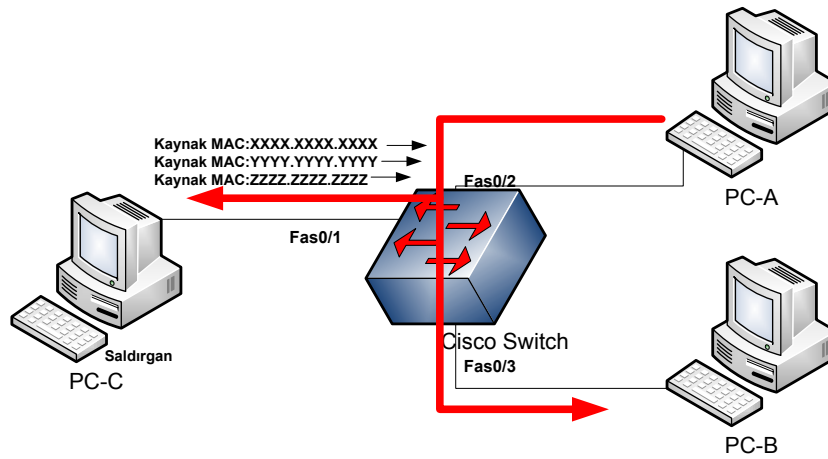 Kaynak MAC:XXXX.XXXX.XXXX
Kaynak MAC:YYYY.YYYY.YYYY
Kaynak MAC:ZZZZ.ZZZZ.ZZZZ
Fas0/2
PC-A
Fas0/1
Cisco Switch
Saldırgan
Fas0/3
PC-C
PC-B